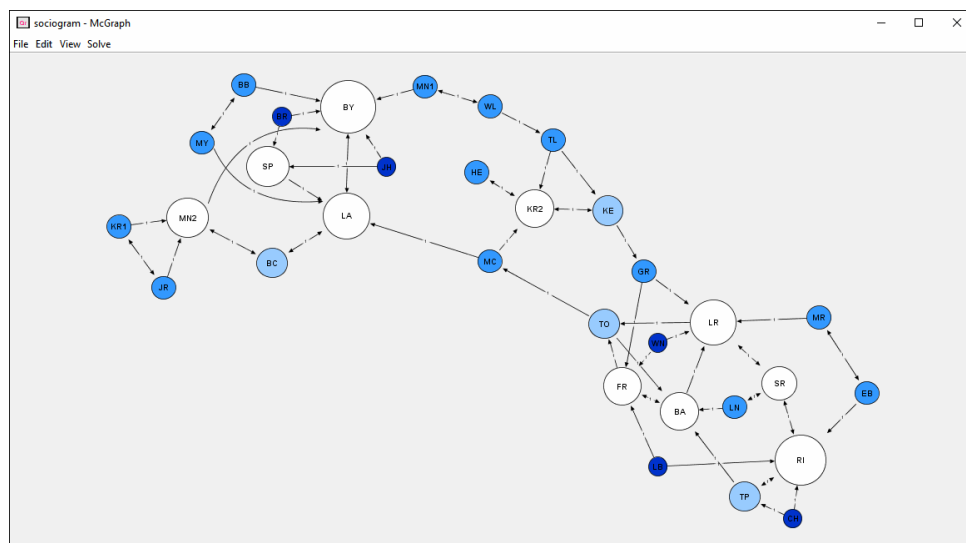 sociogram - McGraph
File Edit View Solve
BB
MN1
BY
WL
BR
TL
MY
SP
JH
HE
KR2
KE
LA
MN2
KR1
BC
MC
GR
JR
TO
LR
MR
WN
FR
SR
EB
BA
LN
RI
LB
TP
CH